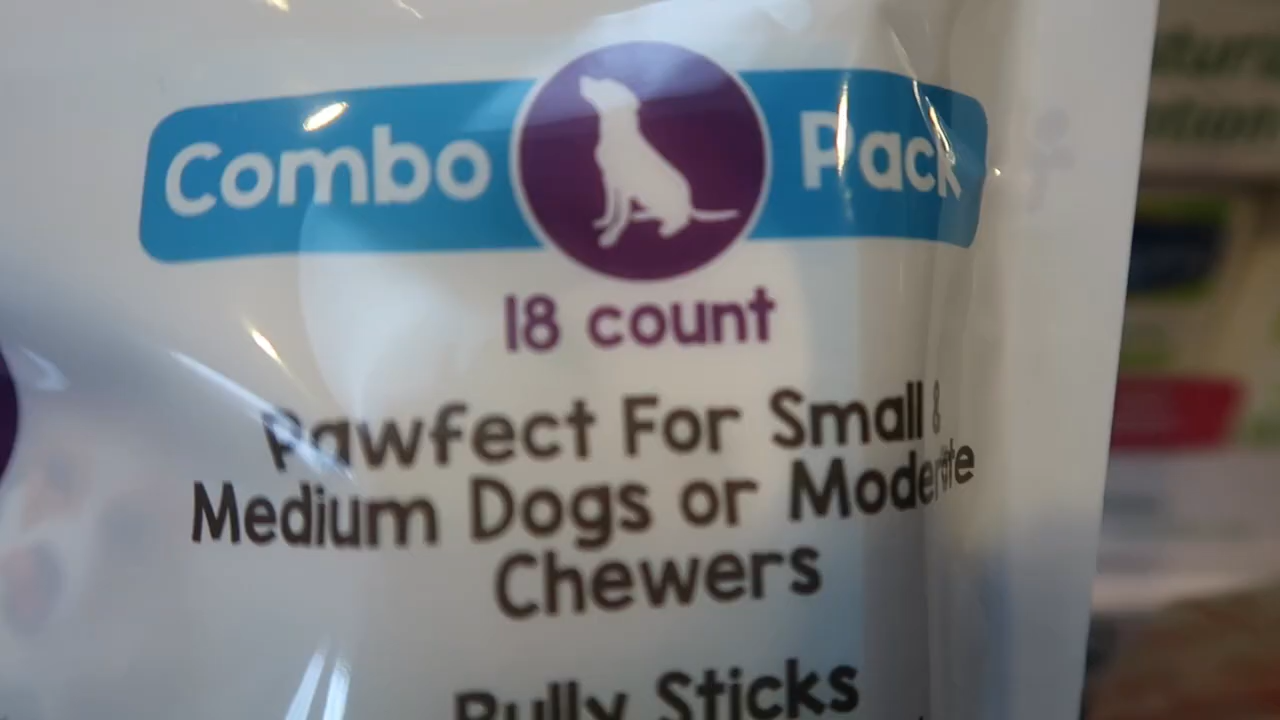 Combo Pack
18 count
Pawfect For Small &
Medium Dogs or Moderate
Chewers
Bully Sticks